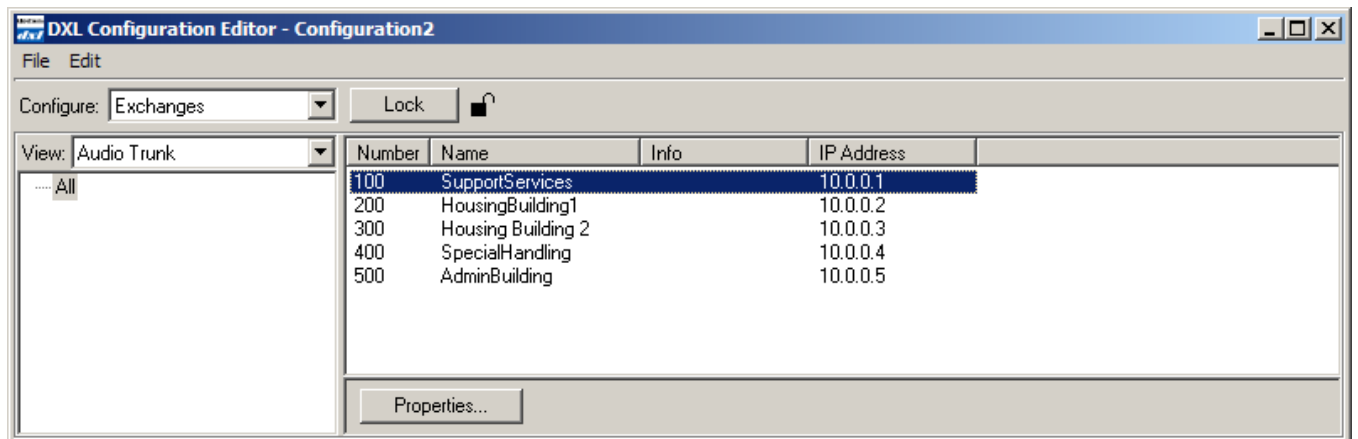 DXL Configuration Editor - Configuration2
File Edit
Configure: Exchanges Lock
View: Audio Trunk
All
Number Name Info IP Address
100 SupportServices 10.0.0.1
200 HousingBuilding1 10.0.0.2
300 Housing Building 2 10.0.0.3
400 SpecialHandling 10.0.0.4
500 AdminBuilding 10.0.0.5
Properties...